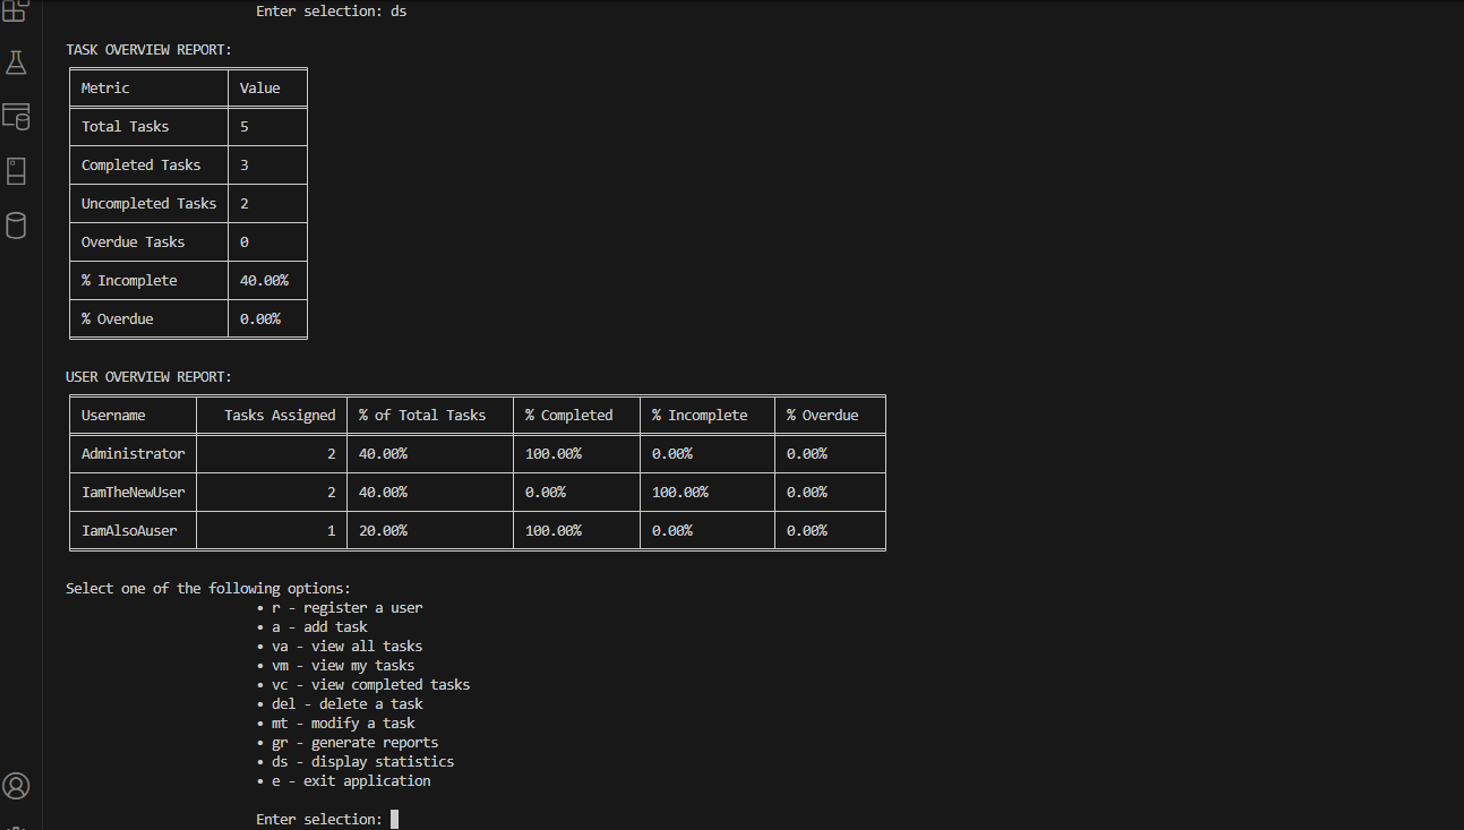 Enter selection: ds
TASK OVERVIEW REPORT:
Metric Value
Total Tasks 5
Completed Tasks 3
Uncompleted Tasks 2
Overdue Tasks 0
% Incomplete 40.00%
% Overdue 0.00%
USER OVERVIEW REPORT:
Username Tasks Assigned % of Total Tasks % Completed % Incomplete % Overdue
Administrator 2 40.00% 100.00% 0.00% 0.00%
IamTheNewUser 2 40.00% 0.00% 100.00% 0.00%
IamAlsoAuser 1 20.00% 100.00% 0.00% 0.00%
Select one of the following options:
• r - register a user
• a - add task
• va - view all tasks
• vm - view my tasks
• vc - view completed tasks
• del - delete a task
• mt - modify a task
• gr - generate reports
• ds - display statistics
• e - exit application
Enter selection: